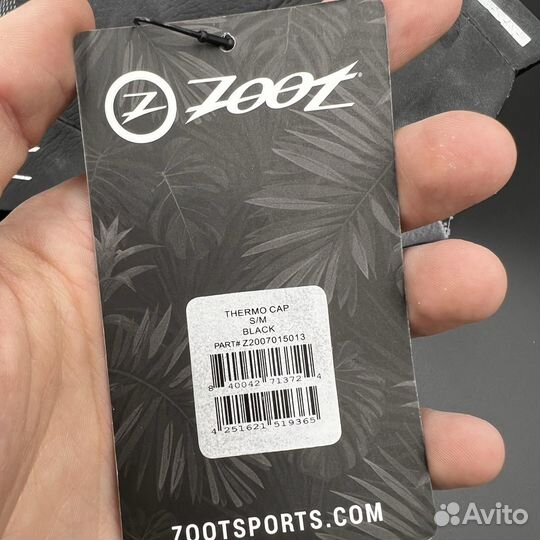 Z ZOOT
THERMO CAP
S/M
BLACK
PART# Z2007015013
8 40042 71372 4
4 251621 519365
ZOOTSPORTS.COM
Avito